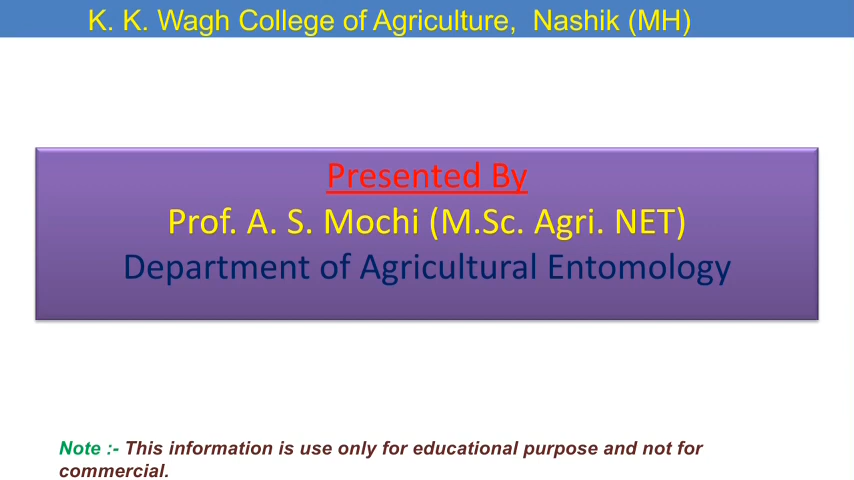 K. K. Wagh College of Agriculture, Nashik (MH)
Presented By
Prof. A. S. Mochi (M.Sc. Agri. NET)
Department of Agricultural Entomology
Note :- This information is use only for educational purpose and not for
commercial.